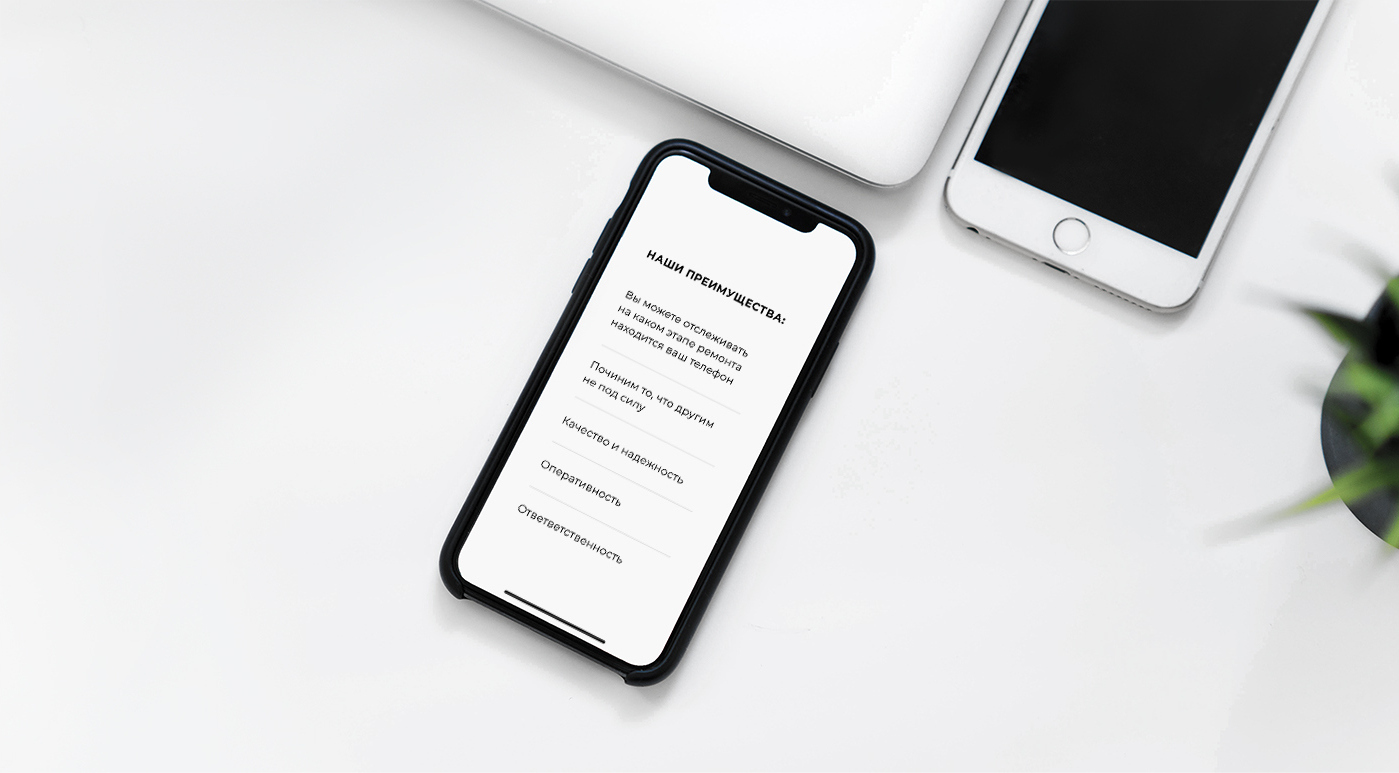 НАШИ ПРЕИМУЩЕСТВА:
Вы можете отслеживать
на каком этапе ремонта
находится ваш телефон
Починим то, что другим
не под силу
Качество и надежность
Оперативность
Ответветственность